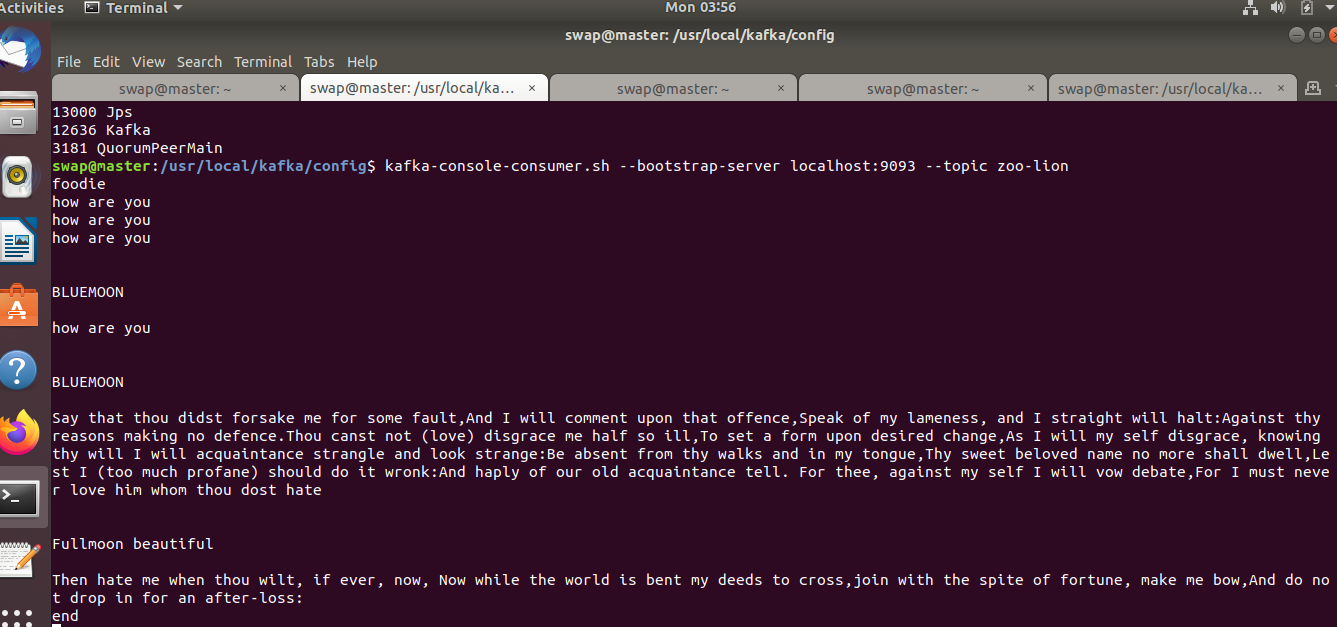 Activities
Terminal
Mon 03:56
swap@master: /usr/local/kafka/config
File Edit View Search Terminal Tabs Help
swap@master: ~ ×
swap@master: /usr/local/ka... ×
swap@master: ~ ×
swap@master: ~ ×
swap@master: /usr/local/ka... ×
13000 Jps
12636 Kafka
3181 QuorumPeerMain
swap@master:/usr/local/kafka/config$ kafka-console-consumer.sh --bootstrap-server localhost:9093 --topic zoo-lion
foodie
how are you
how are you
how are you
BLUEMOON
how are you
BLUEMOON
Say that thou didst forsake me for some fault,And I will comment upon that offence,Speak of my lameness, and I straight will halt:Against thy
reasons making no defence.Thou canst not (love) disgrace me half so ill,To set a form upon desired change,As I will my self disgrace, knowing
thy will I will acquaintance strangle and look strange:Be absent from thy walks and in my tongue,Thy sweet beloved name no more shall dwell,Le
st I (too much profane) should do it wronk:And haply of our old acquaintance tell. For thee, against my self I will vow debate,For I must neve
r love him whom thou dost hate
Fullmoon beautiful
Then hate me when thou wilt, if ever, now, Now while the world is bent my deeds to cross,join with the spite of fortune, make me bow,And do no
t drop in for an after-loss:
end